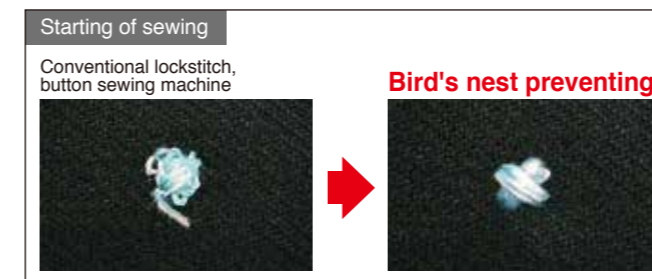 Starting of sewing
Conventional lockstitch,
button sewing machine
Bird's nest preventing